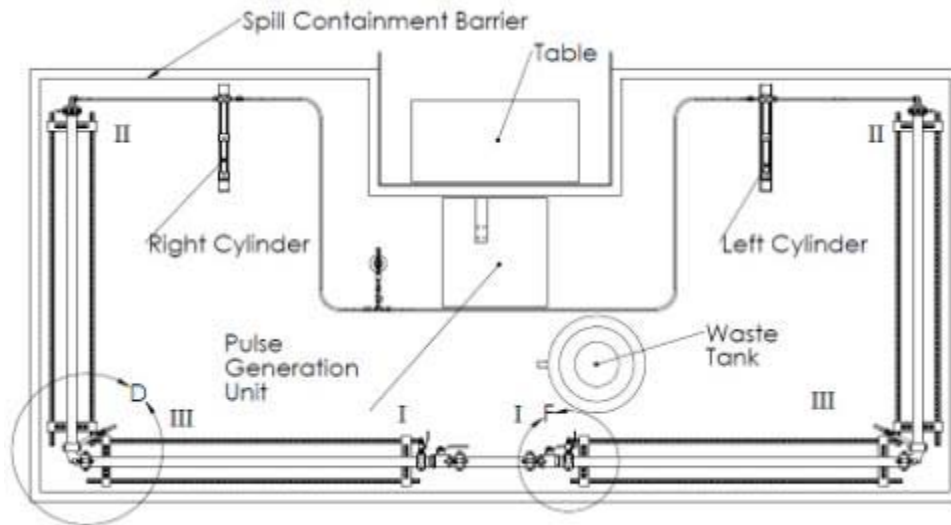 Spill Containment Barrier
Table
II
II
Right Cylinder
Left Cylinder
Pulse
Generation
Unit
Waste
Tank
D
III
I
I
F
III